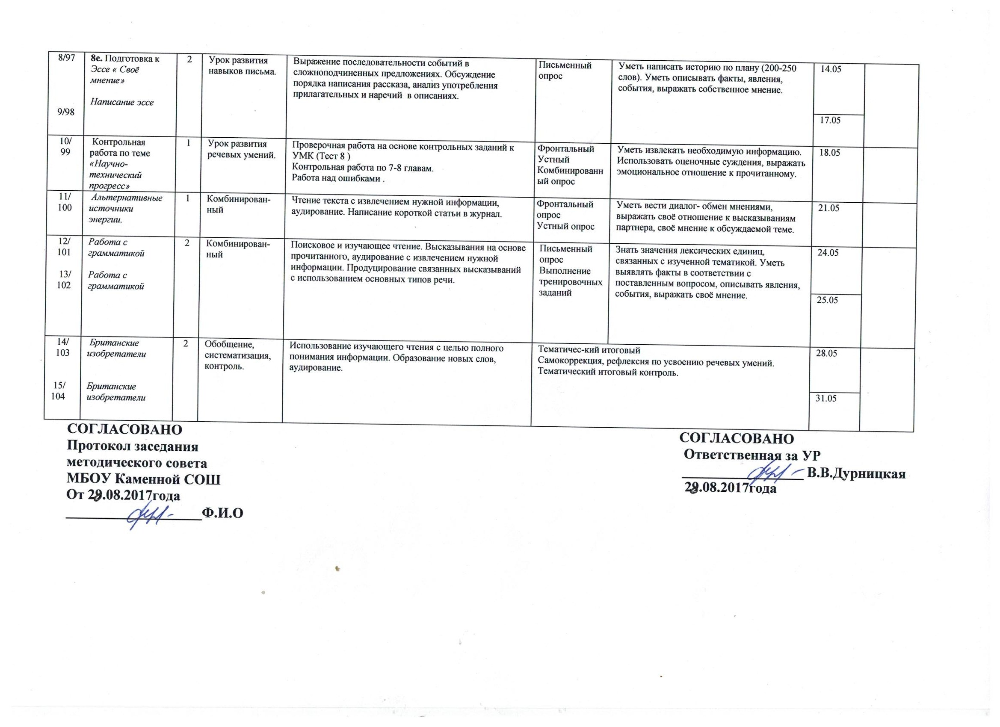 8/97
9/98
8е. Подготовка к
Эссе « Своё
мнение»
Написание эссе
2
Урок развития
навыков письма.
Выражение последовательности событий в
сложноподчиненных предложениях. Обсуждение
порядка написания рассказа, анализ употребления
прилагательных и наречий в описаниях.
Письменный
опрос
Уметь написать историю по плану (200-250
слов). Уметь описывать факты, явления,
события, выражать собственное мнение.
14.05
17.05
10/
99
Контрольная
работа по теме
«Научно-
технический
прогресс»
1
Урок развития
речевых умений.
Проверочная работа на основе контрольных заданий к
УМК (Тест 8 )
Контрольная работа по 7-8 главам.
Работа над ошибками .
Фронтальный
Устный
Комбинированн
ый опрос
Уметь извлекать необходимую информацию.
Использовать оценочные суждения, выражать
эмоциональное отношение к прочитанному.
18.05
11/
100
Альтернативные
источники
энергии.
1
Комбинирован-
ный
Чтение текста с извлечением нужной информации,
аудирование. Написание короткой статьи в журнал.
Фронтальный
опрос
Устный опрос
Уметь вести диалог- обмен мнениями,
выражать своё отношение к высказываниям
партнера, своё мнение к обсуждаемой теме.
21.05
12/
101
13/
102
Работа с
грамматикой
Работа с
грамматикой
2
Комбинирован-
ный
Поисковое и изучающее чтение. Высказывания на основе
прочитанного, аудирование с извлечением нужной
информации. Продуцирование связанных высказываний
с использованием основных типов речи.
Письменный
опрос
Выполнение
тренировочных
заданий
Знать значения лексических единиц,
связанных с изученной тематикой. Уметь
выявлять факты в соответствии с
поставленным вопросом, описывать явления,
события, выражать своё мнение.
24.05
25.05
14/
103
15/
104
Британские
изобретатели
Британские
изобретатели
2
Обобщение,
систематизация,
контроль.
Использование изучающего чтения с целью полного
понимания информации. Образование новых слов,
аудирование.
Тематичес-кий итоговый
Самокоррекция, рефлексия по усвоению речевых умений.
Тематический итоговый контроль.
28.05
31.05
СОГЛАСОВАНО
Протокол заседания
методического совета
МБОУ Каменной СОШ
От 28.08.2017года
Ф.И.О
СОГЛАСОВАНО
Ответственная за УР
В.В.Дурницкая
28.08.2017года